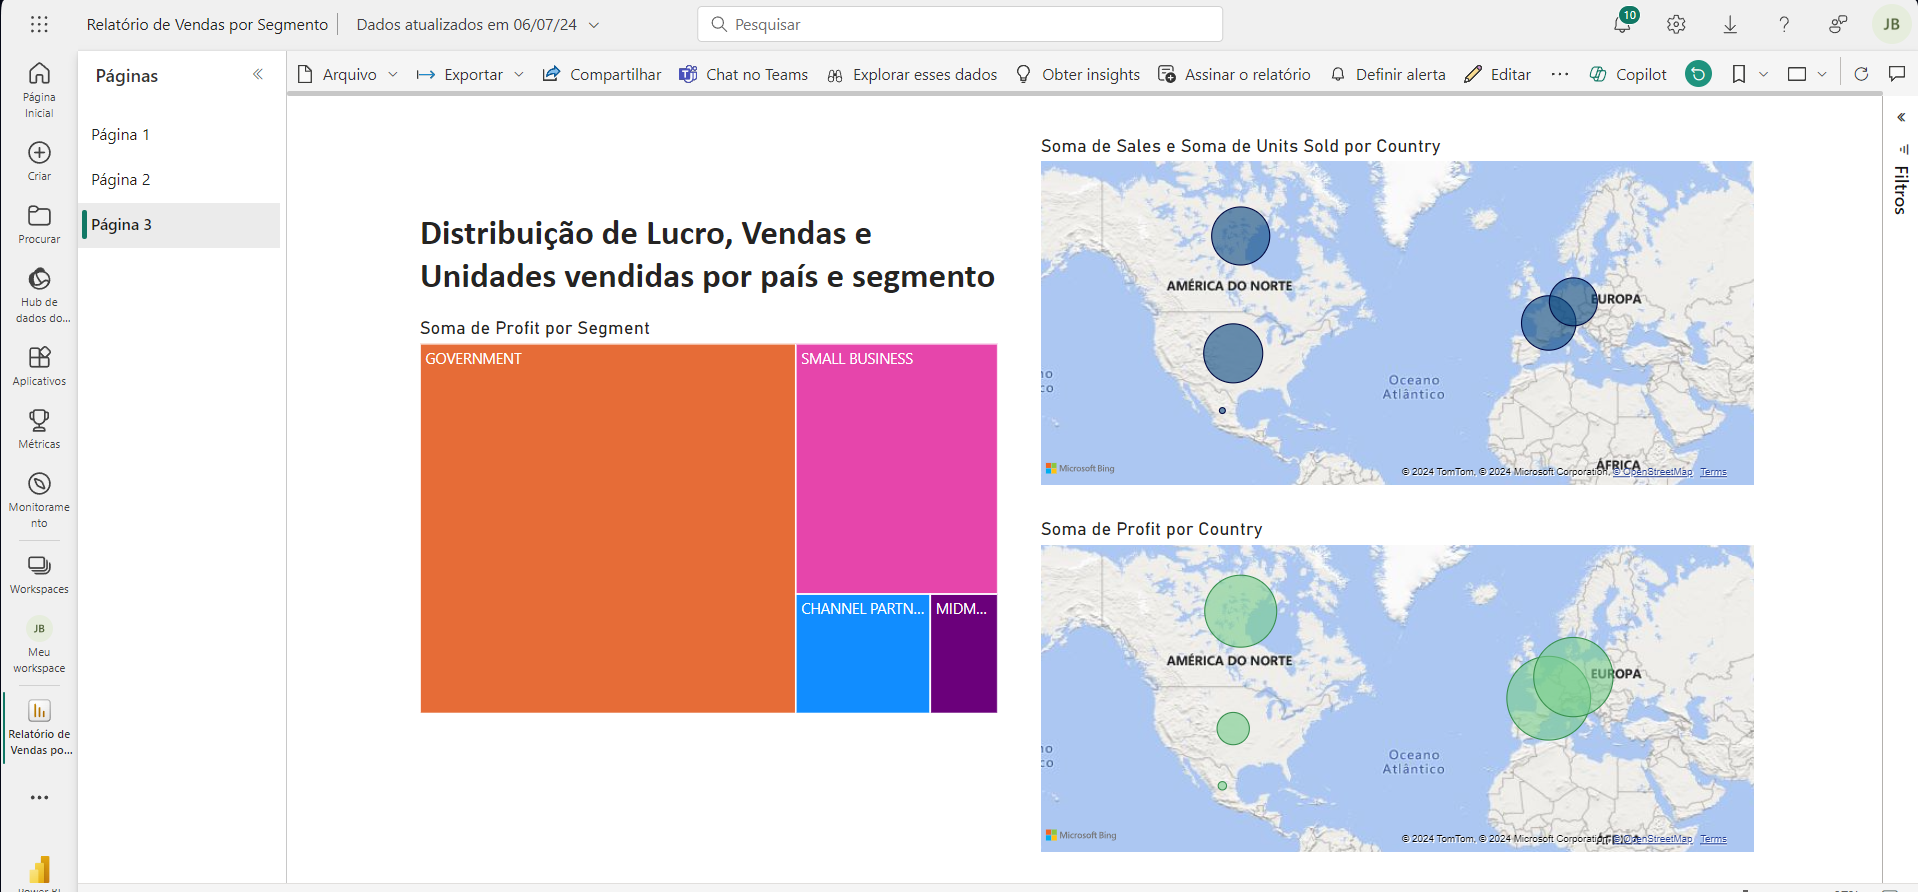 Relatório de Vendas por Segmento
Dados atualizados em 06/07/24
Pesquisar
10
JB
Página
Inicial
Criar
Procurar
Hub de
dados do...
Aplicativos
Métricas
Monitorame
nto
Workspaces
JB
Meu
workspace
Relatório de
Vendas po...
Páginas
Página 1
Página 2
Página 3
Arquivo
Exportar
Compartilhar
Chat no Teams
Explorar esses dados
Obter insights
Assinar o relatório
Definir alerta
Editar
Copilot
Distribuição de Lucro, Vendas e
Unidades vendidas por país e segmento
Soma de Profit por Segment
GOVERNMENT
SMALL BUSINESS
CHANNEL PARTN...
MIDM...
Soma de Sales e Soma de Units Sold por Country
AMÉRICA DO NORTE
EUROPA
Oceano
Atlântico
ÁFRICA
Microsoft Bing
© 2024 TomTom, © 2024 Microsoft Corporation, © OpenStreetMap Terms
Soma de Profit por Country
AMÉRICA DO NORTE
EUROPA
Oceano
Atlântico
ÁFRICA
Microsoft Bing
© 2024 TomTom, © 2024 Microsoft Corporation, © OpenStreetMap Terms
Filtros